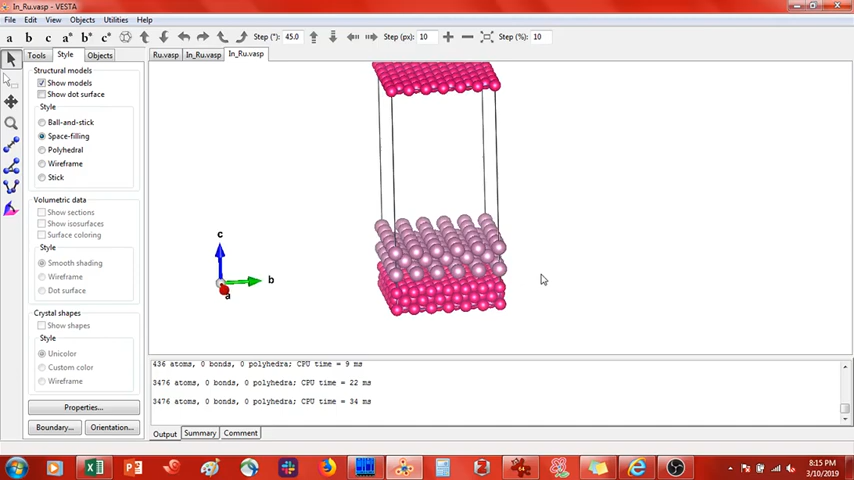 In_Ru.vasp - VESTA
File Edit View Objects Utilities Help
a b c a* b* c* Step (°): 45.0 Step (px): 10 Step (%): 10
Tools Style Objects
Ru.vasp In_Ru.vasp In_Ru.vasp
Structural models
Show models
Show dot surface
Style
Ball-and-stick
Space-filling
Polyhedral
Wireframe
Stick
Volumetric data
Show sections
Show isosurfaces
Surface coloring
Style
Smooth shading
Wireframe
Dot surface
Crystal shapes
Show shapes
Style
Unicolor
Custom color
Wireframe
Properties...
Boundary... Orientation...
c
b
a
436 atoms, 0 bonds, 0 polyhedra; CPU time = 9 ms
3476 atoms, 0 bonds, 0 polyhedra; CPU time = 22 ms
3476 atoms, 0 bonds, 0 polyhedra; CPU time = 34 ms
Output Summary Comment
8:15 PM
3/10/2019